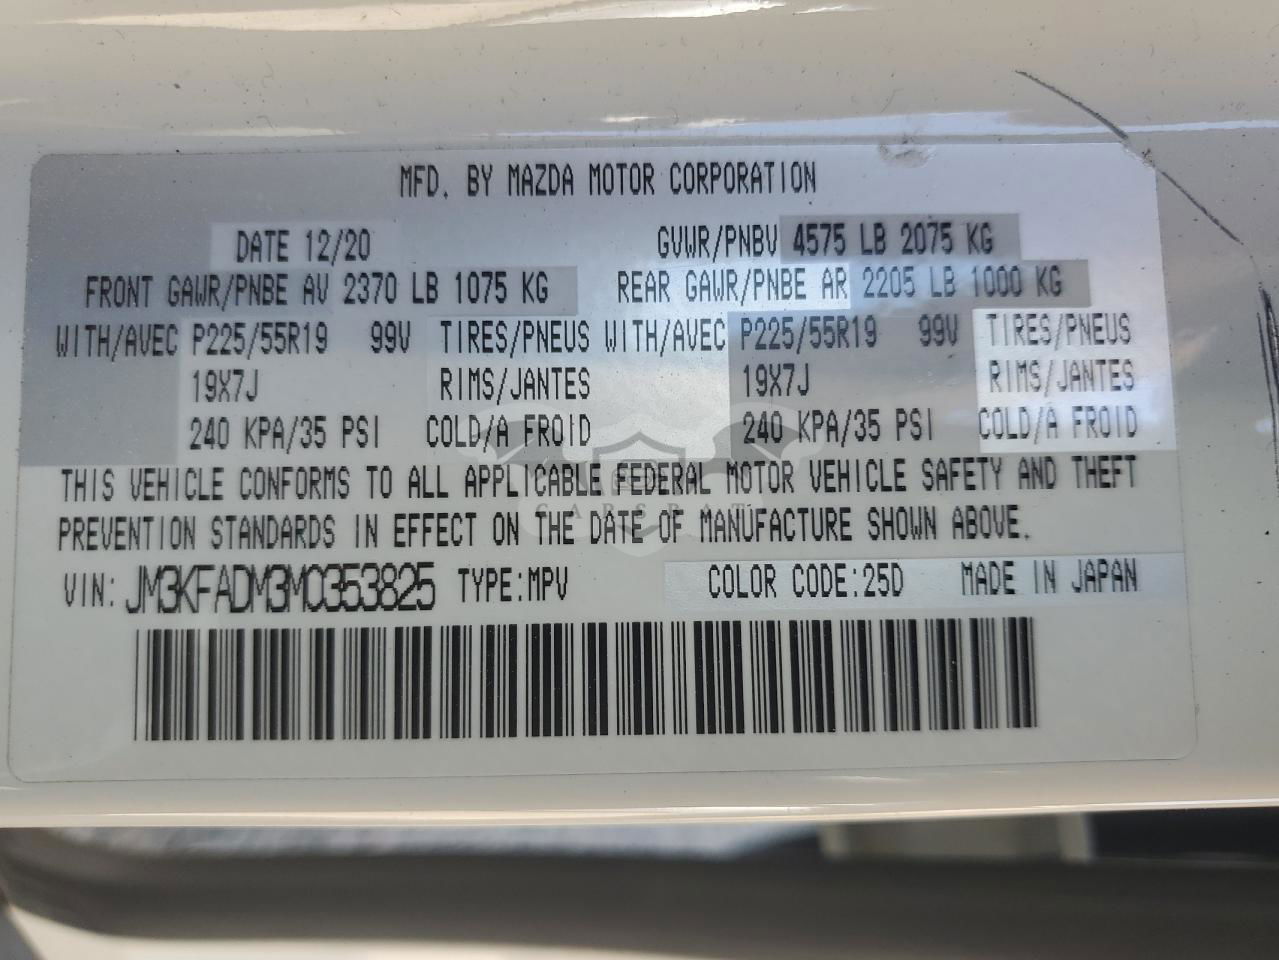 MFD. BY MAZDA MOTOR CORPORATION
DATE 12/20 GVWR/PNBV 4575 LB 2075 KG
FRONT GAWR/PNBE AV 2370 LB 1075 KG REAR GAWR/PNBE AR 2205 LB 1000 KG
WITH/AVEC P225/55R19 99V TIRES/PNEUS WITH/AVEC P225/55R19 99V TIRES/PNEUS
19X7J RIMS/JANTES 19X7J RIMS/JANTES
240 KPA/35 PSI COLD/A FROID 240 KPA/35 PSI COLD/A FROID
THIS VEHICLE CONFORMS TO ALL APPLICABLE FEDERAL MOTOR VEHICLE SAFETY AND THEFT
PREVENTION STANDARDS IN EFFECT ON THE DATE OF MANUFACTURE SHOWN ABOVE.
VIN: JM3KFADM3M0353825 TYPE:MPV COLOR CODE:25D MADE IN JAPAN